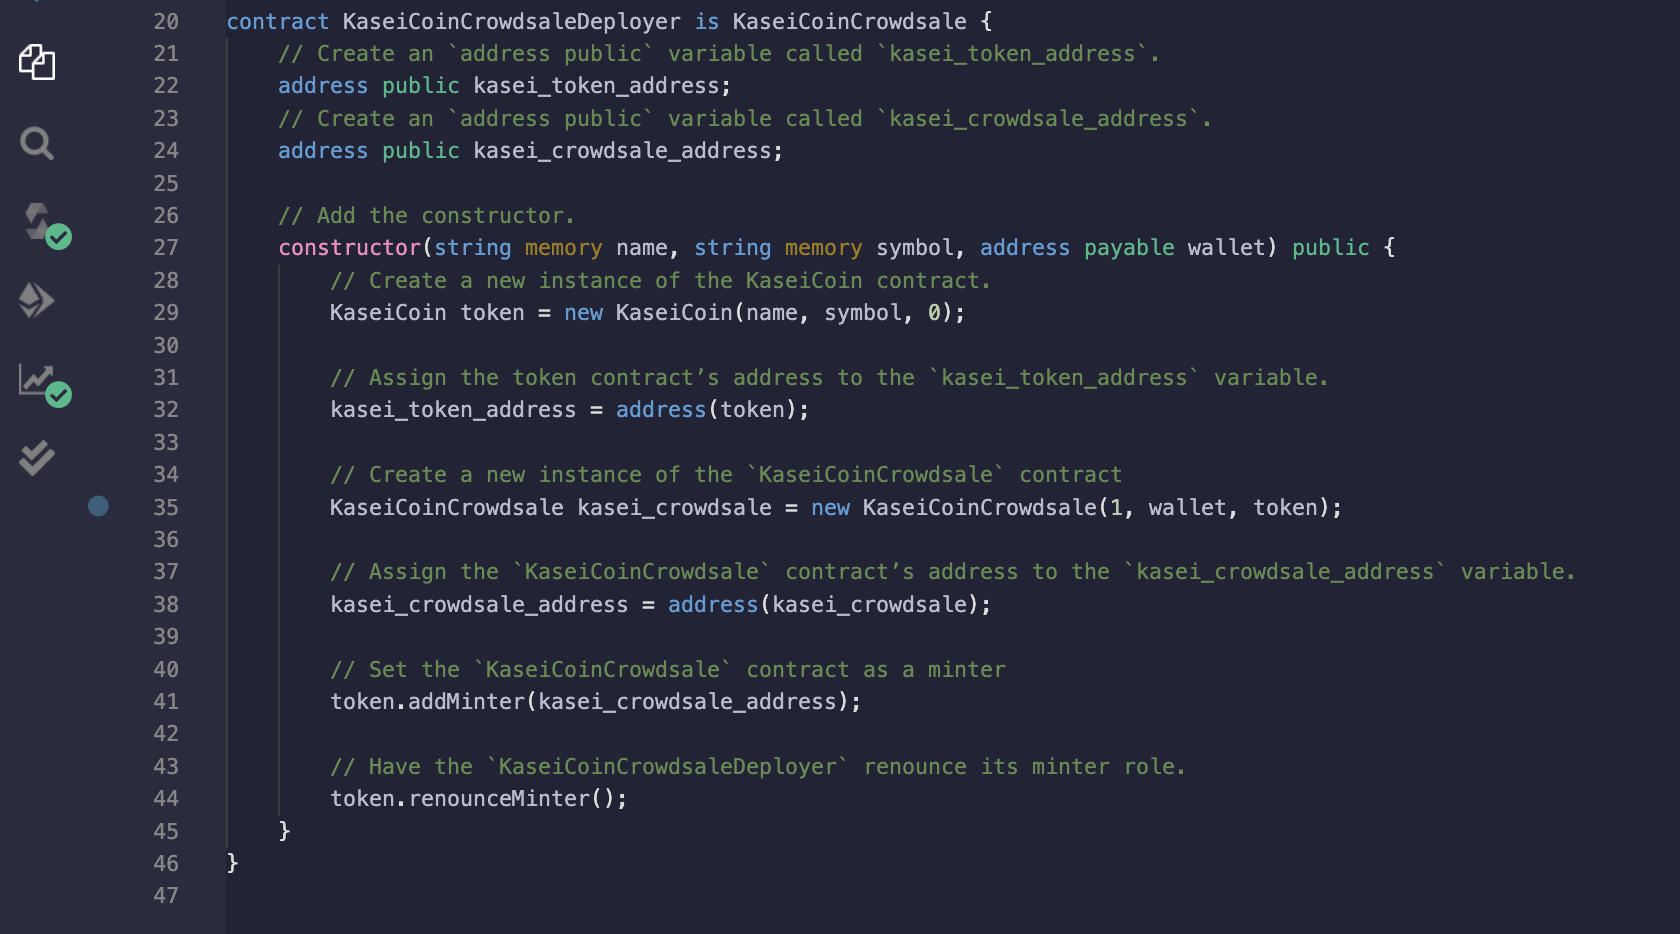 20 contract KaseiCoinCrowdsaleDeployer is KaseiCoinCrowdsale {
21 // Create an `address public` variable called `kasei_token_address`.
22 address public kasei_token_address;
23 // Create an `address public` variable called `kasei_crowdsale_address`.
24 address public kasei_crowdsale_address;
25
26 // Add the constructor.
27 constructor(string memory name, string memory symbol, address payable wallet) public {
28 // Create a new instance of the KaseiCoin contract.
29 KaseiCoin token = new KaseiCoin(name, symbol, 0);
30
31 // Assign the token contract’s address to the `kasei_token_address` variable.
32 kasei_token_address = address(token);
33
34 // Create a new instance of the `KaseiCoinCrowdsale` contract
35 KaseiCoinCrowdsale kasei_crowdsale = new KaseiCoinCrowdsale(1, wallet, token);
36
37 // Assign the `KaseiCoinCrowdsale` contract’s address to the `kasei_crowdsale_address` variable.
38 kasei_crowdsale_address = address(kasei_crowdsale);
39
40 // Set the `KaseiCoinCrowdsale` contract as a minter
41 token.addMinter(kasei_crowdsale_address);
42
43 // Have the `KaseiCoinCrowdsaleDeployer` renounce its minter role.
44 token.renounceMinter();
45 }
46 }
47